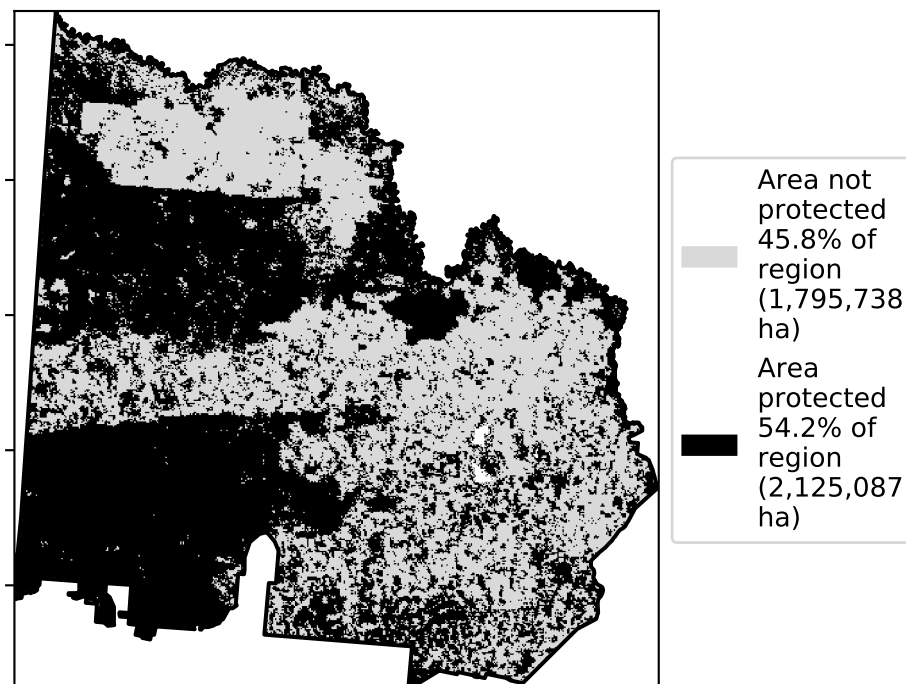 Area not
protected
45.8% of
region
(1,795,738
ha)
Area
protected
54.2% of
region
(2,125,087
ha)